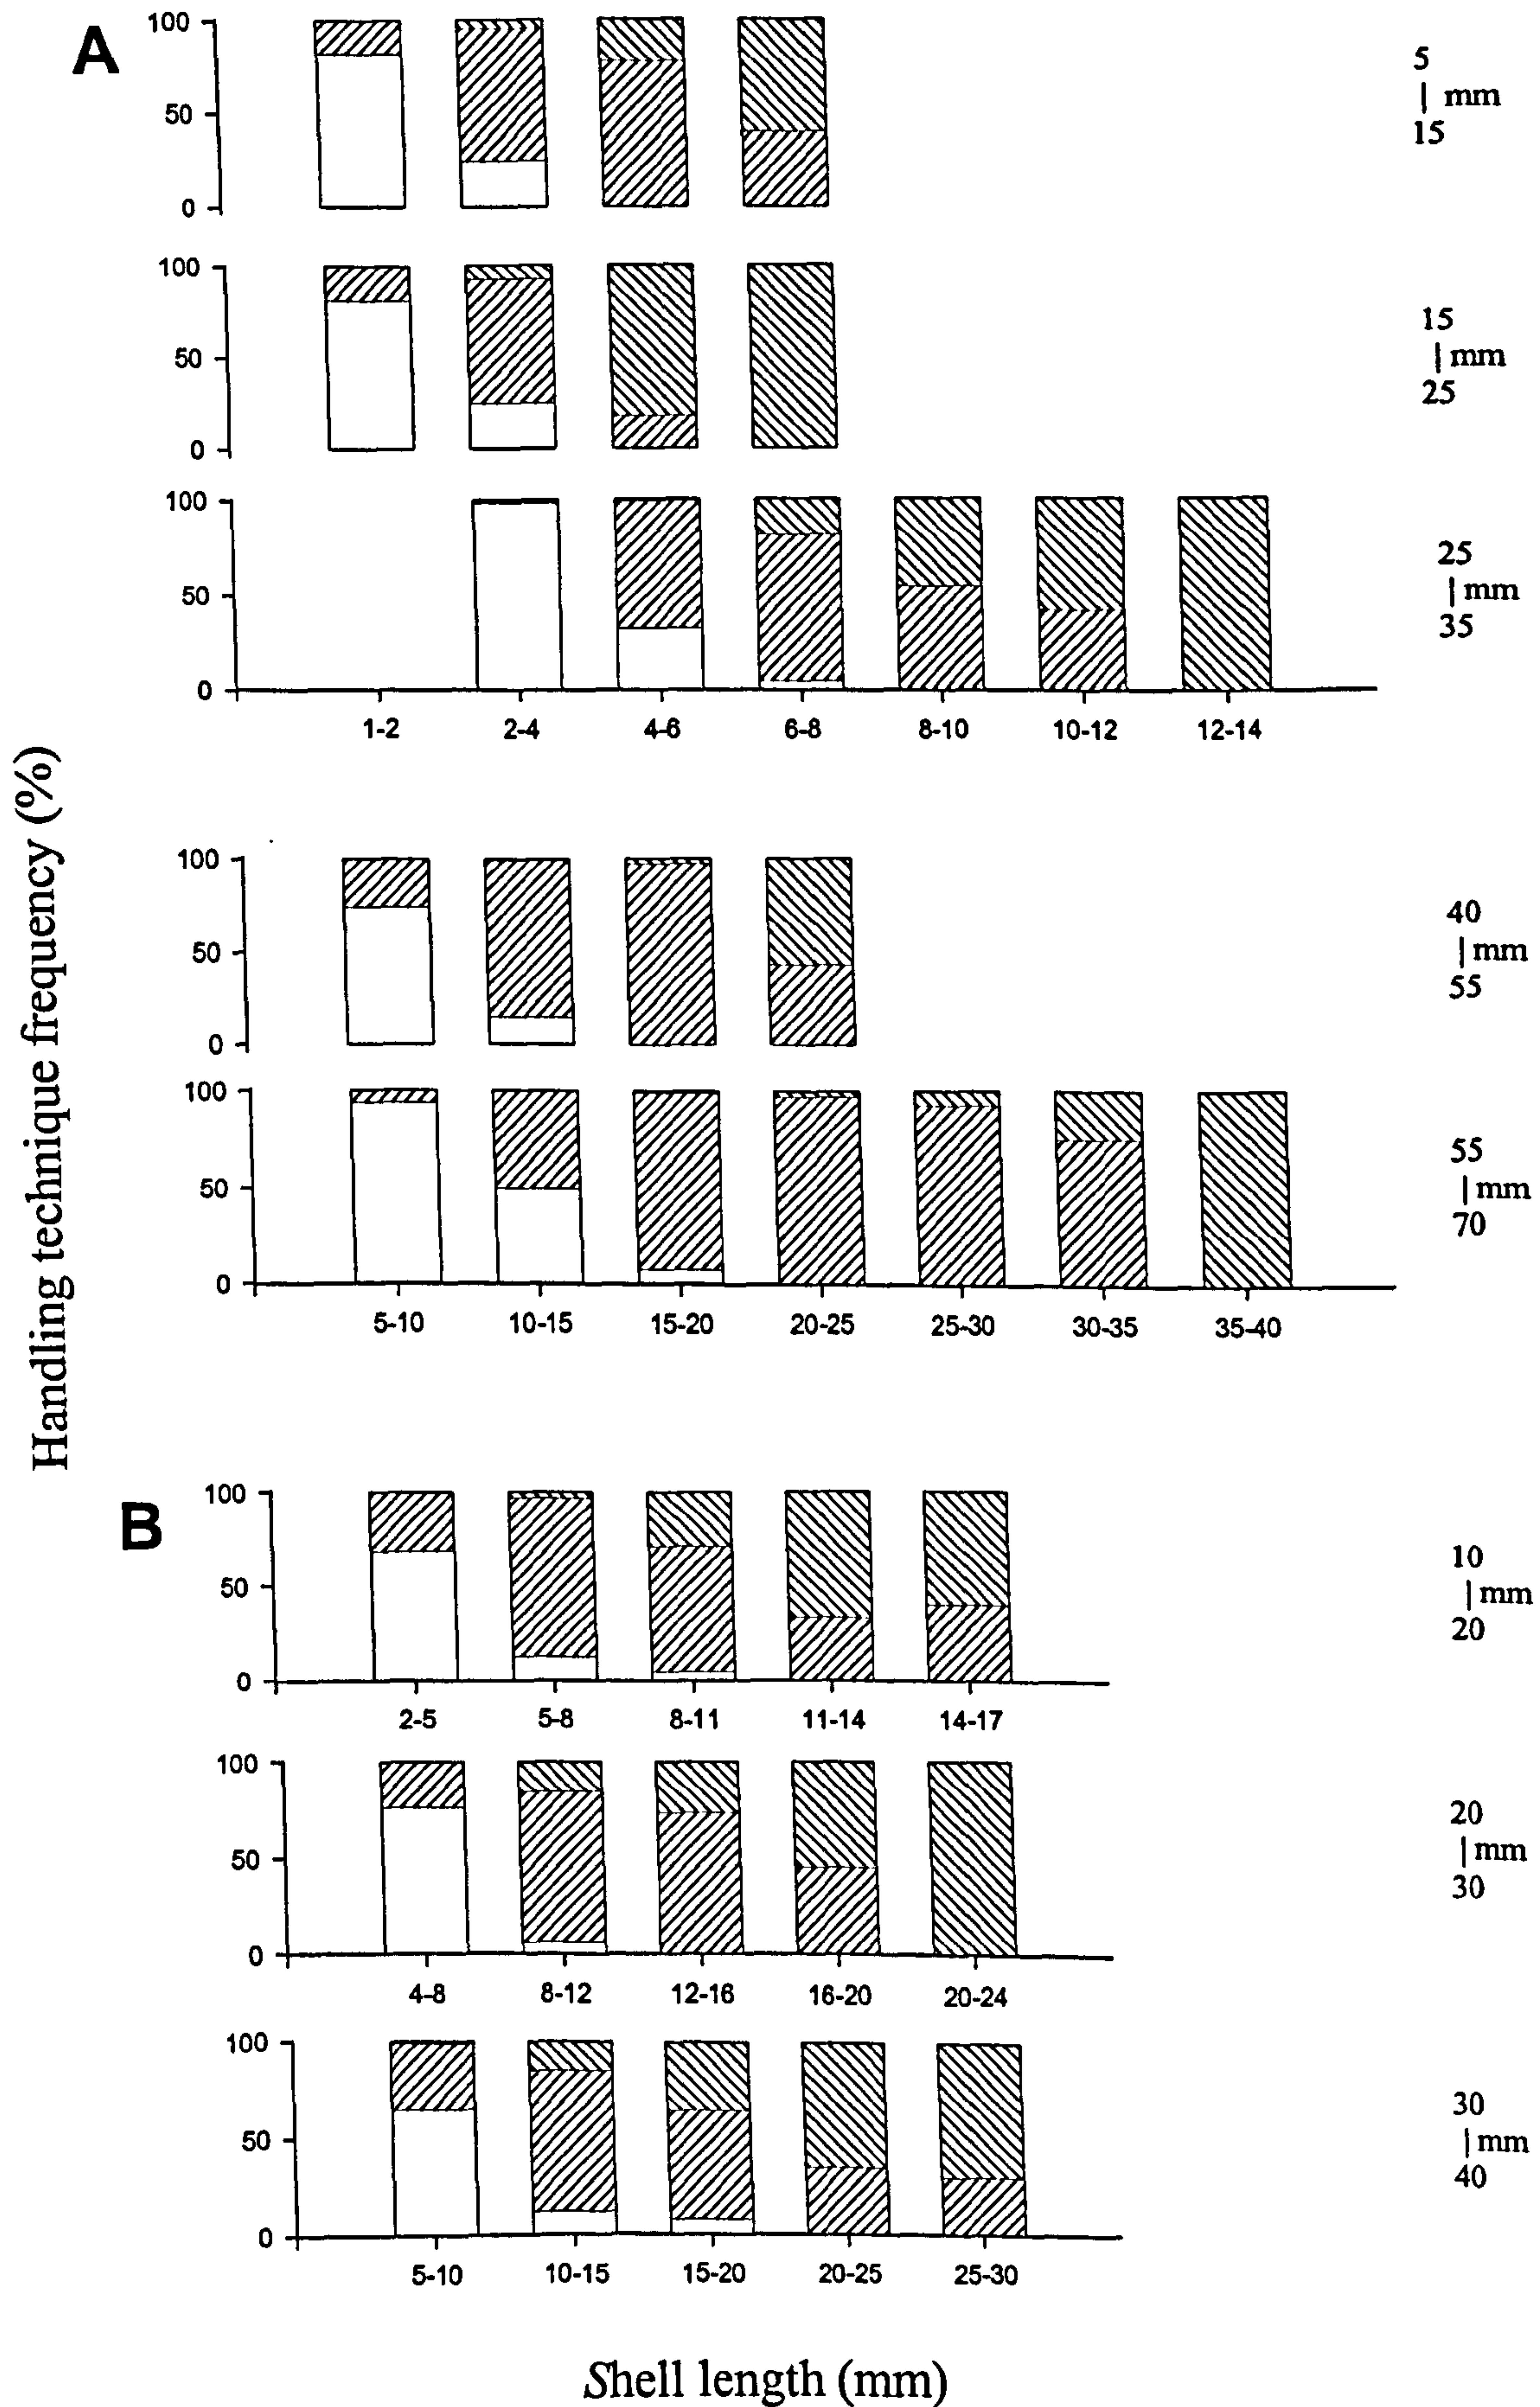 A
100
50
0
5
| mm
15
100
50
0
15
| mm
25
100
50
0
25
| mm
35
1-2 2-4 4-6 6-8 8-10 10-12 12-14
Handling technique frequency (%)
100
50
0
40
| mm
55
100
50
0
55
| mm
70
5-10 10-15 15-20 20-25 25-30 30-35 35-40
B
100
50
0
10
| mm
20
2-5 5-8 8-11 11-14 14-17
100
50
0
20
| mm
30
4-8 8-12 12-16 16-20 20-24
100
50
0
30
| mm
40
5-10 10-15 15-20 20-25 25-30
Shell length (mm)